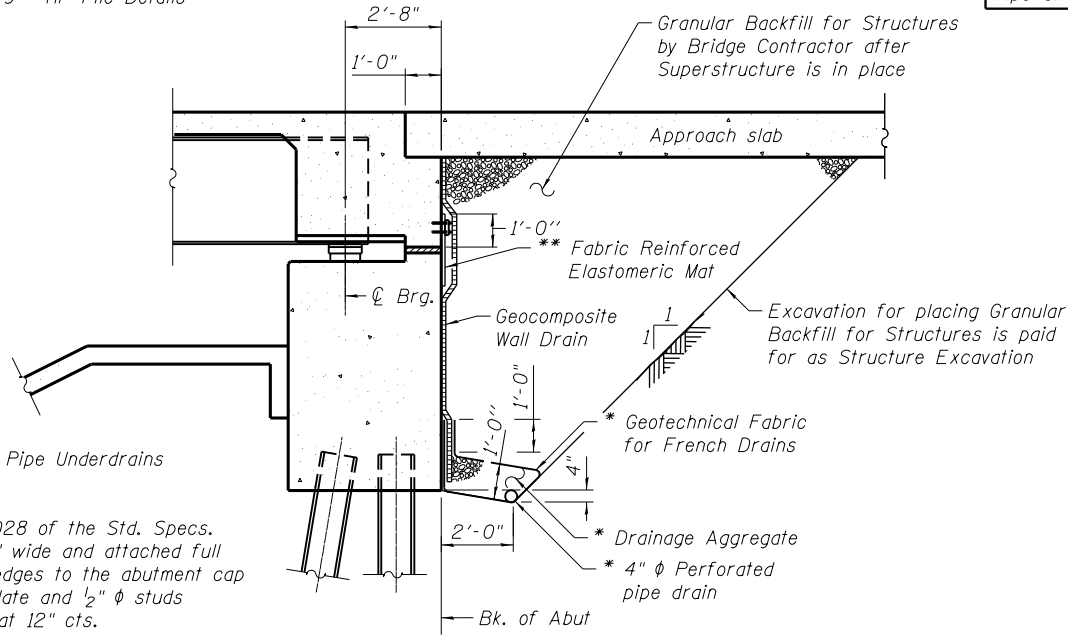 2'-8"
1'-0"
Granular Backfill for Structures
by Bridge Contractor after
Superstructure is in place
Approach slab
1'-0"
** Fabric Reinforced
Elastomeric Mat
℄ Brg.
Geocomposite
Wall Drain
1
1
Excavation for placing Granular
Backfill for Structures is paid
for as Structure Excavation
1'-0"
1'-0"
* Geotechnical Fabric
for French Drains
4"
Pipe Underdrains
028 of the Std. Specs.
" wide and attached full
edges to the abutment cap
late and 1/2" ϕ studs
at 12" cts.
2'-0"
* Drainage Aggregate
* 4" ϕ Perforated
pipe drain
Bk. of Abut